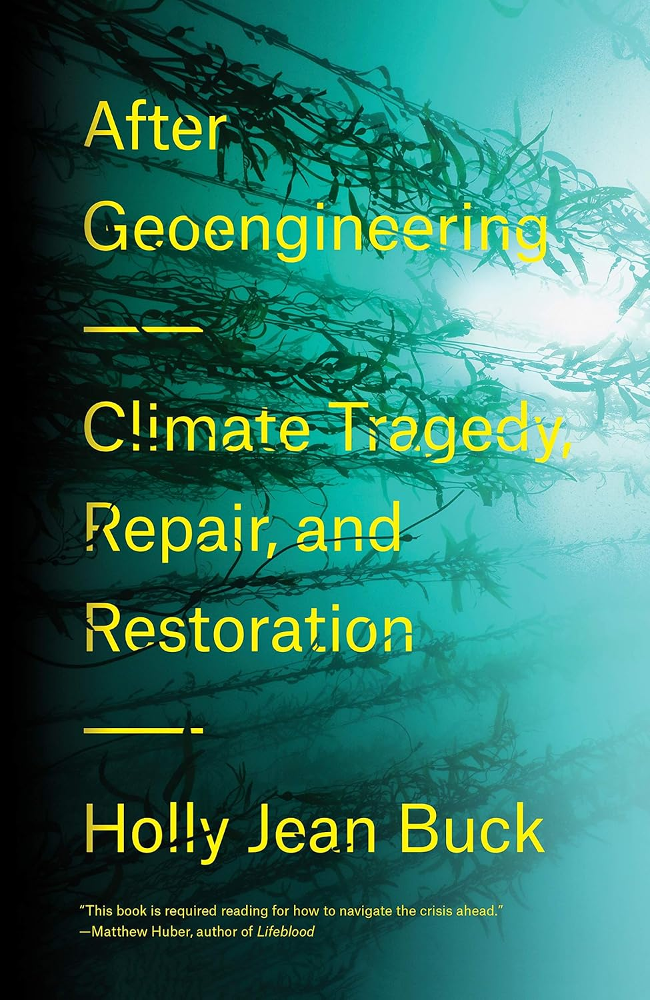 After
Geoengineering
Climate Tragedy,
Repair, and
Restoration
Holly Jean Buck
“This book is required reading for how to navigate the crisis ahead.”
—Matthew Huber, author of Lifeblood